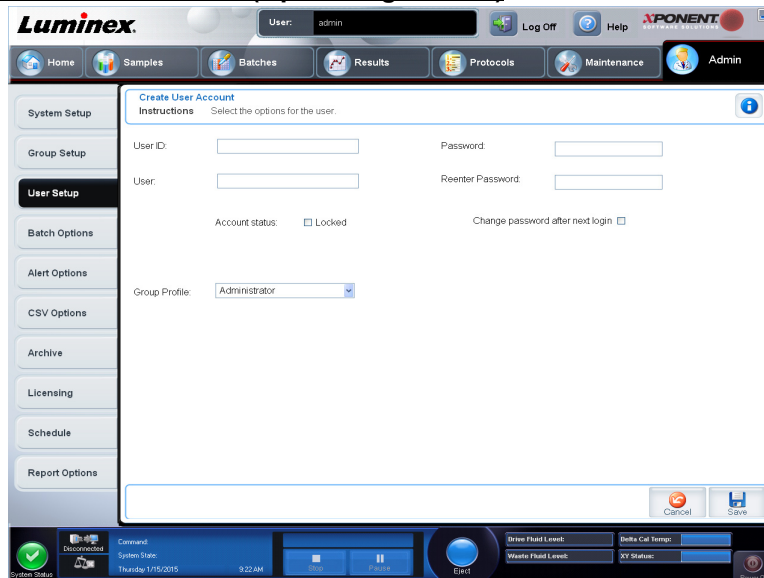 Luminex.
User: admin
Log Off
Help
XPONENT.
SOFTWARE SOLUTIONS
Home
Samples
Batches
Results
Protocols
Maintenance
Admin
System Setup
Group Setup
User Setup
Batch Options
Alert Options
CSV Options
Archive
Licensing
Schedule
Report Options
Create User Account
Instructions Select the options for the user.
User ID:
Password:
User:
Reenter Password:
Account status: Locked
Change password after next login
Group Profile: Administrator
Cancel
Save
System Status
Disconnected
Command:
System State:
Thursday 1/15/2015 9:22 AM
Stop
Pause
Eject
Drive Fluid Level:
Waste Fluid Level:
Delta Cal Temp:
XY Status: